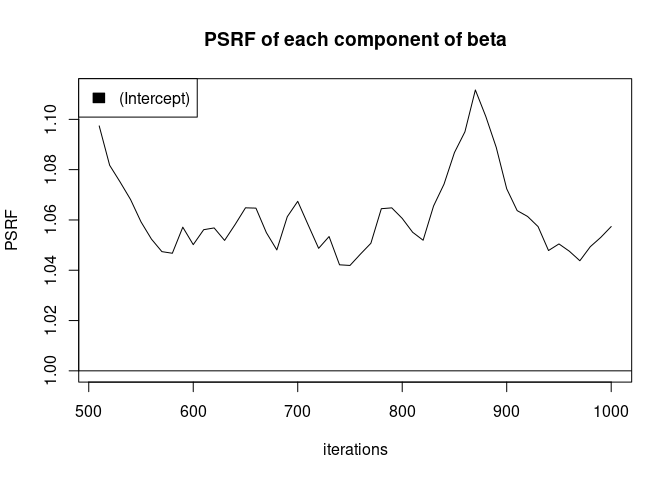 PSRF of each component of beta
(Intercept)
PSRF
1.10
1.08
1.06
1.04
1.02
1.00
500 600 700 800 900 1000
iterations